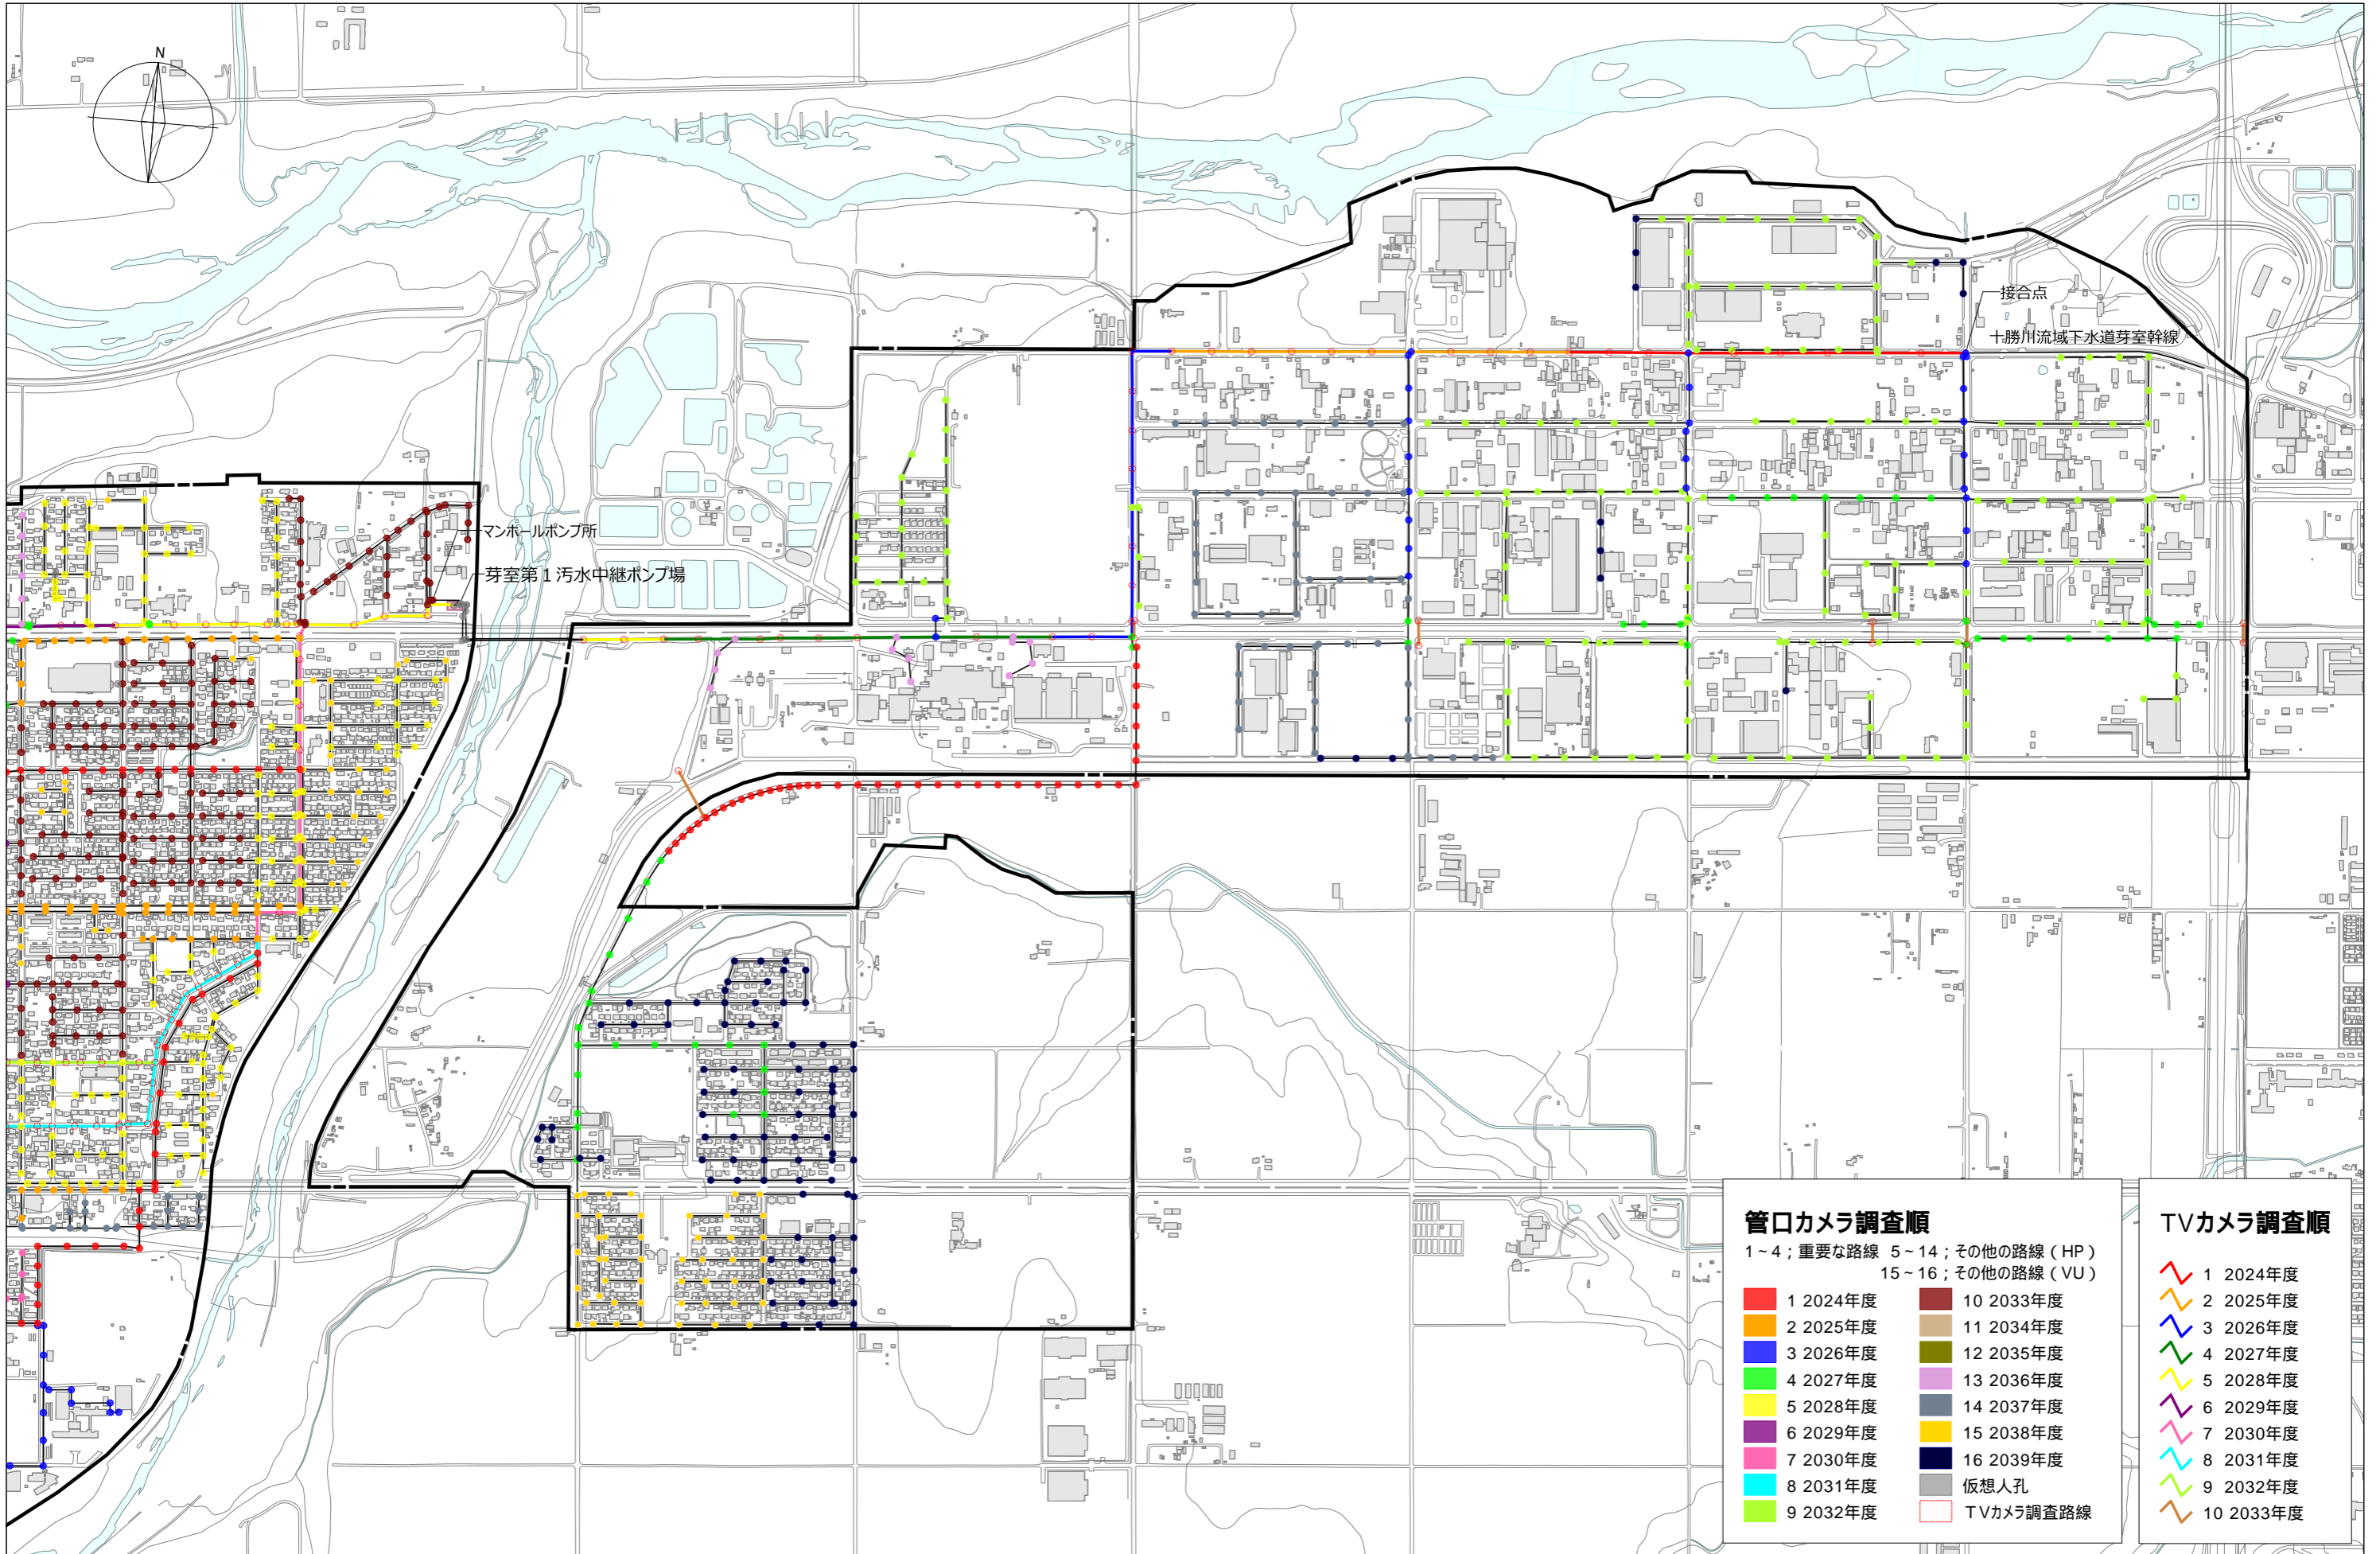 N
接合点
十勝川流域下水道芽室幹線
マンホールポンプ所
芽室第1汚水中継ポンプ場
管口カメラ調査順
1~4;重要な路線 5~14;その他の路線(HP)
15~16;その他の路線(VU)
1 2024年度
2 2025年度
3 2026年度
4 2027年度
5 2028年度
6 2029年度
7 2030年度
8 2031年度
9 2032年度
10 2033年度
11 2034年度
12 2035年度
13 2036年度
14 2037年度
15 2038年度
16 2039年度
仮想人孔
TVカメラ調査路線
TVカメラ調査順
1 2024年度
2 2025年度
3 2026年度
4 2027年度
5 2028年度
6 2029年度
7 2030年度
8 2031年度
9 2032年度
10 2033年度